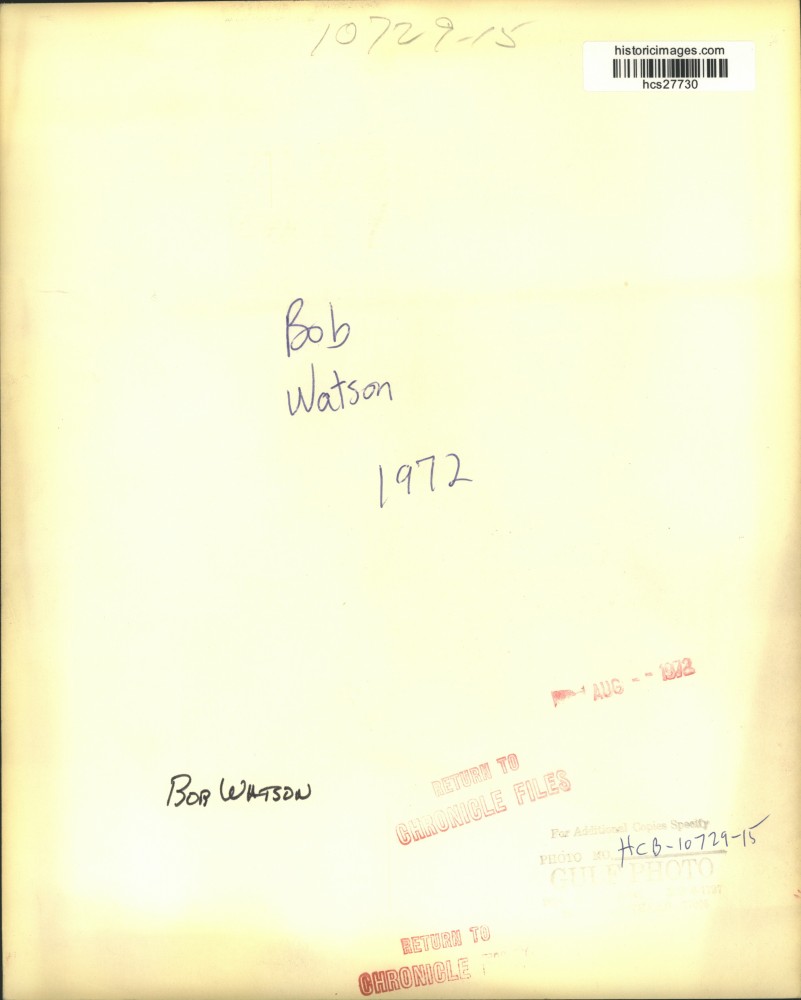 10729-15
historicimages.com
hcs27730
Bob
Watson
1972
AUG -- 1972
RETURN TO
CHRONICLE FILES
BOB WATSON
For Additional Copies Specify
PHOTO NO. HCB-10729-15
GULF PHOTO
RETURN TO
CHRONICLE